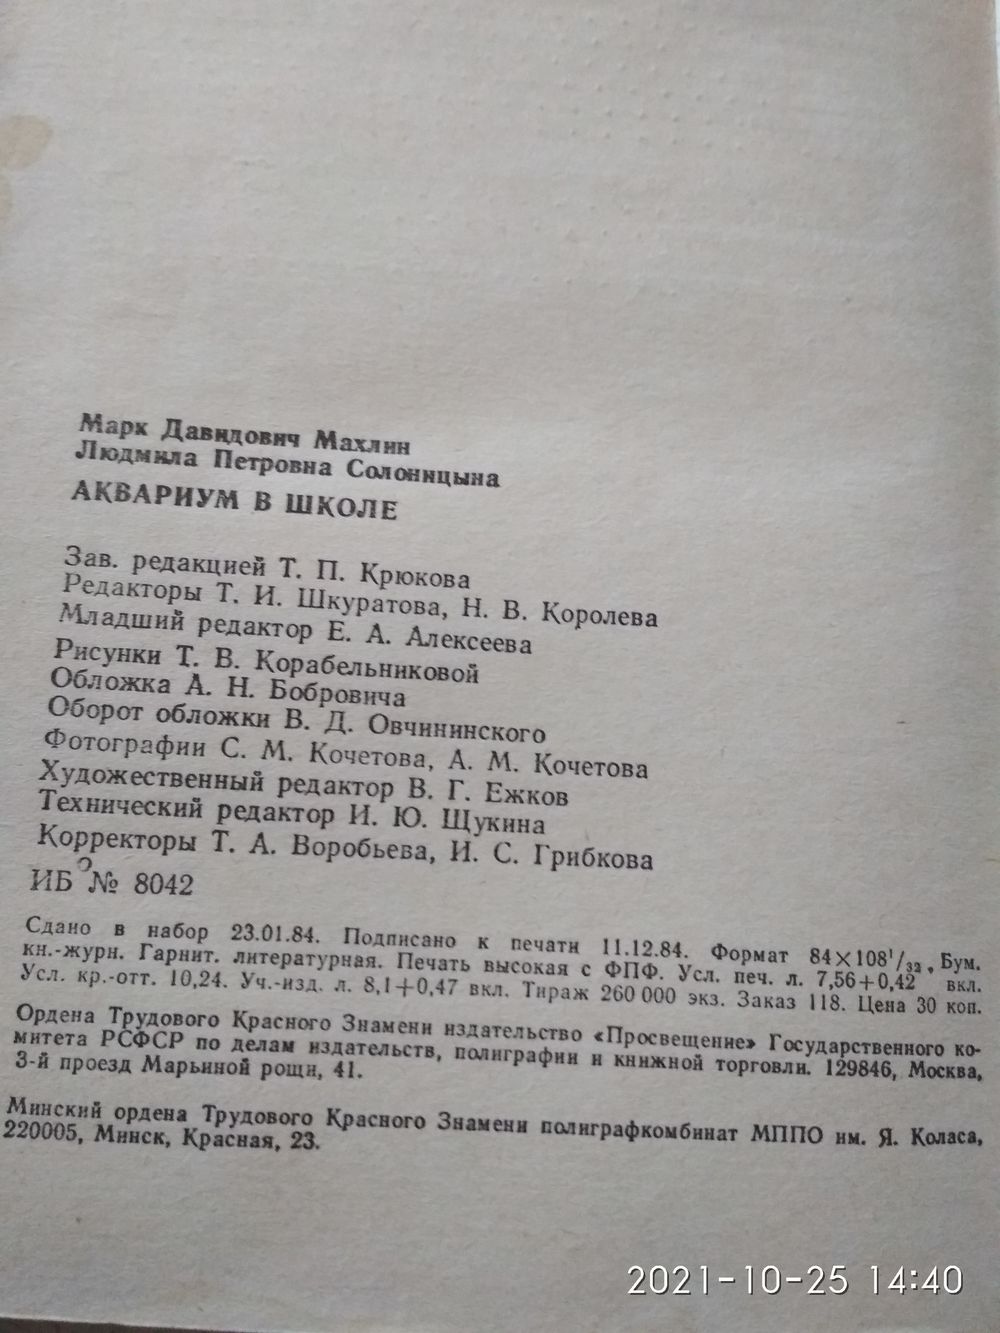 Марк Давидович Махлин
Людмила Петровна Солоницына
АКВАРИУМ В ШКОЛЕ
Зав. редакцией Т. П. Крюкова
Редакторы Т. И. Шкуратова, Н. В. Королева
Младший редактор Е. А. Алексеева
Рисунки Т. В. Корабельниковой
Обложка А. Н. Бобровича
Оборот обложки В. Д. Овчининского
Фотографии С. М. Кочетова, А. М. Кочетова
Художественный редактор В. Г. Ежков
Технический редактор И. Ю. Щукина
Корректоры Т. А. Воробьева, И. С. Грибкова
ИБ № 8042
Сдано в набор 23.01.84. Подписано к печати 11.12.84. Формат 84×108¹/₃₂. Бум.
кн.-журн. Гарнит. литературная. Печать высокая с ФПФ. Усл. печ. л. 7,56+0,42 вкл.
Усл. кр.-отт. 10,24. Уч.-изд. л. 8,1+0,47 вкл. Тираж 260 000 экз. Заказ 118. Цена 30 коп.
Ордена Трудового Красного Знамени издательство «Просвещение» Государственного ко-
митета РСФСР по делам издательств, полиграфии и книжной торговли. 129846, Москва,
3-й проезд Марьиной рощи, 41.
Минский ордена Трудового Красного Знамени полиграфкомбинат МППО им. Я. Коласа,
220005, Минск, Красная, 23.
2021-10-25 14:40